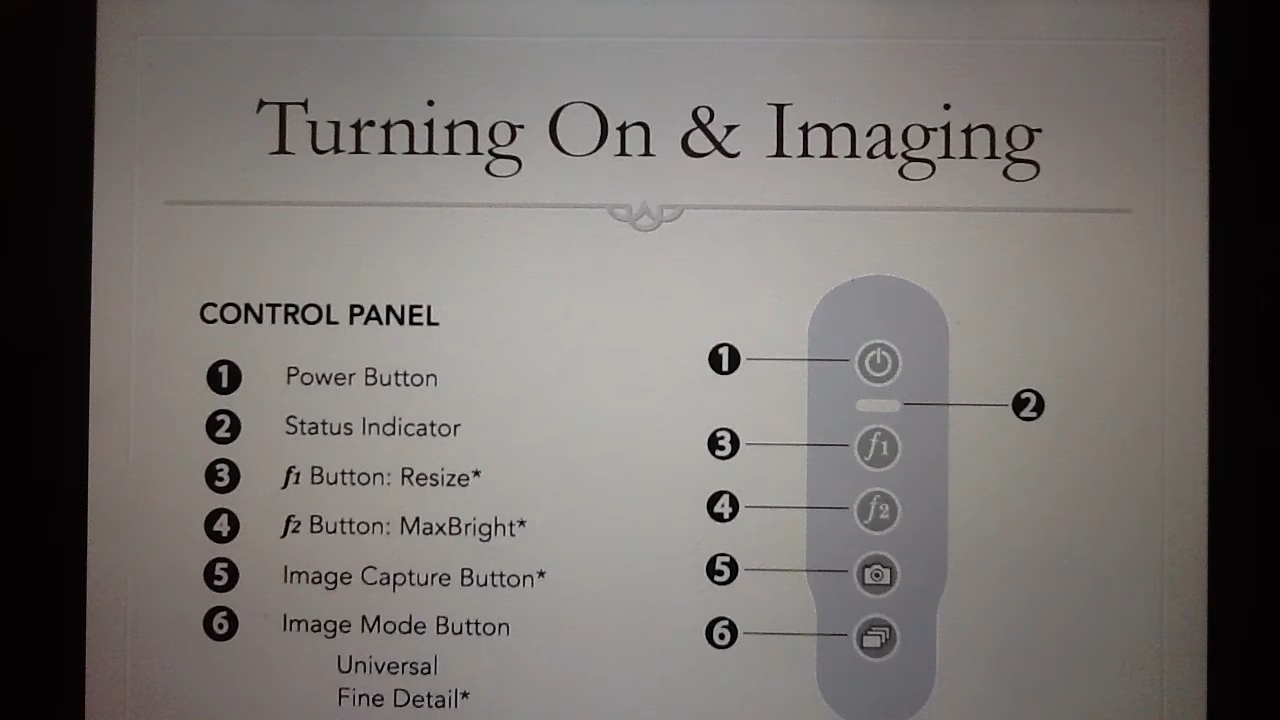 Turning On & Imaging
CONTROL PANEL
1 Power Button
2 Status Indicator
3 f1 Button: Resize*
4 f2 Button: MaxBright*
5 Image Capture Button*
6 Image Mode Button
Universal
Fine Detail*
1
2
3 f1
4 f2
5
6